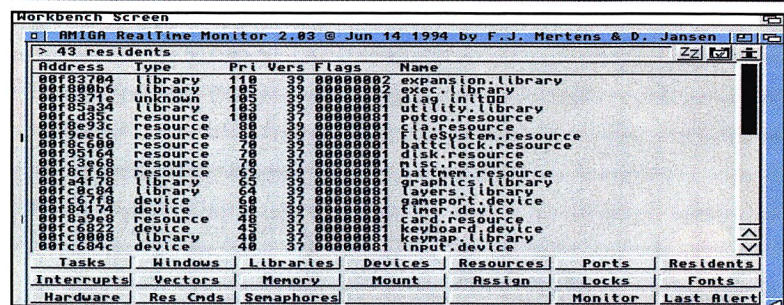 Workbench Screen
AMIGA RealTime Monitor 2.03 © Jun 14 1994 by F.J. Mertens & D. Jansen
> 43 residents
Address Type Pri Vers Flags Name
00f83704 library 110 39 00000002 expansion.library
00f800b6 library 105 39 00000002 exec.library
00f8371e unknown 105 39 00000001 diag init
00f85a34 library 103 39 00000081 utility.library
00fcd35c resource 100 37 00000081 potgo.resource
00f8e93c resource 80 39 00000001 cia.resource
00f9eecc resource 80 39 00000001 FileSystem.resource
00f8c600 resource 70 39 00000001 battclock.resource
00f95164 resource 70 37 00000001 disk.resource
00fc3e68 resource 70 37 00000001 misc.resource
00f8cf68 resource 69 39 00000001 battmem.resource
00fa4f78 library 65 39 00000001 graphics.library
00fc0c84 library 64 39 00000081 layers.library
00fc67f8 device 60 37 00000001 gameport.device
00f84174 device 50 39 00000001 timer.device
00f8a9e8 resource 48 39 00000081 card.resource
00fc6822 device 45 37 00000001 keyboard.device
00fc0008 library 40 37 00000081 keymap.library
00fc684c device 40 37 00000081 input.device
Tasks Windows Libraries Devices Resources Ports Residents
Interrupts Vectors Memory Mount Assign Locks Fonts
Hardware Res Cmds Semaphores Monitor Last Alert